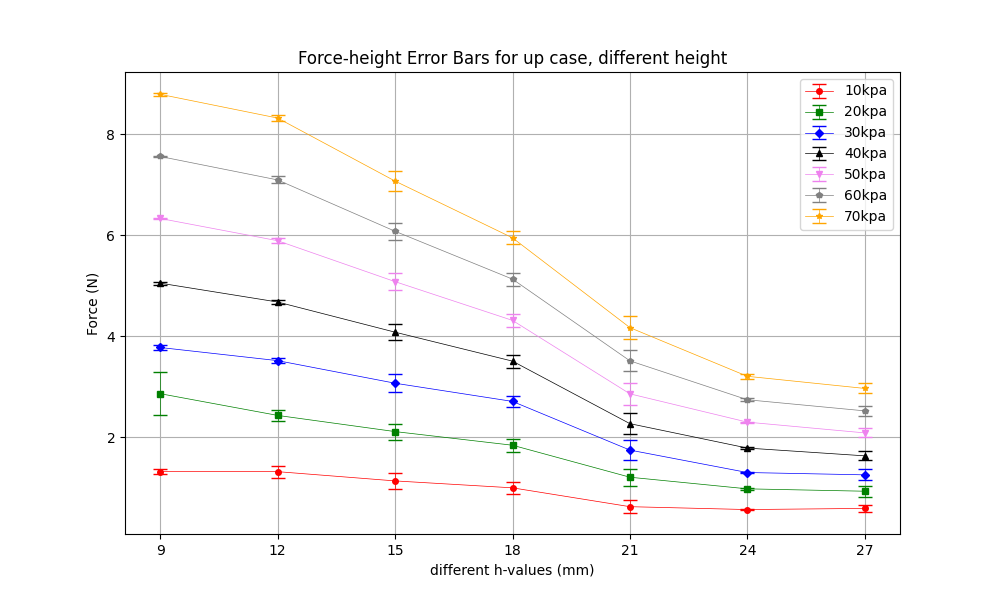 Force-height Error Bars for up case, different height
10kpa
20kpa
30kpa
40kpa
50kpa
60kpa
70kpa
Force (N)
8
6
4
2
9 12 15 18 21 24 27
different h-values (mm)